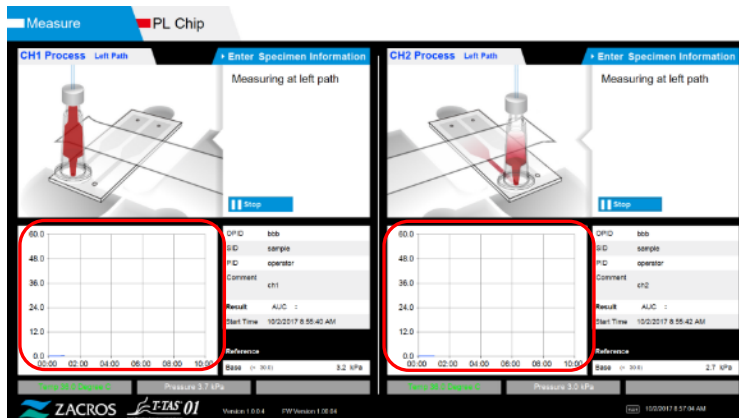 Measure
PL Chip
CH1 Process Left Path
Enter Specimen Information
Measuring at left path
Stop
60.0
48.0
36.0
24.0
12.0
0.0
00:00 02:00 04:00 06:00 08:00 10:00
OPID bbb
SID sample
PID operator
Comment
ch1
Result AUC :
Start Time 10/2/2017 8:55:42 AM
Reference
Base (< 30.0) 3.2 kPa
Pressure 3.7 kPa
CH2 Process Left Path
Enter Specimen Information
Measuring at left path
Stop
60.0
48.0
36.0
24.0
12.0
0.0
00:00 02:00 04:00 06:00 08:00 10:00
OPID bbb
SID sample
PID operator
Comment
ch2
Result AUC :
Start Time 10/2/2017 8:55:42 AM
Reference
Base (< 30.0) 2.7 kPa
Pressure 3.0 kPa
ZACROS T-TAS 01
Version 1.0.0.4 FW Version 1.00.04
10/2/2017 8:57:04 AM